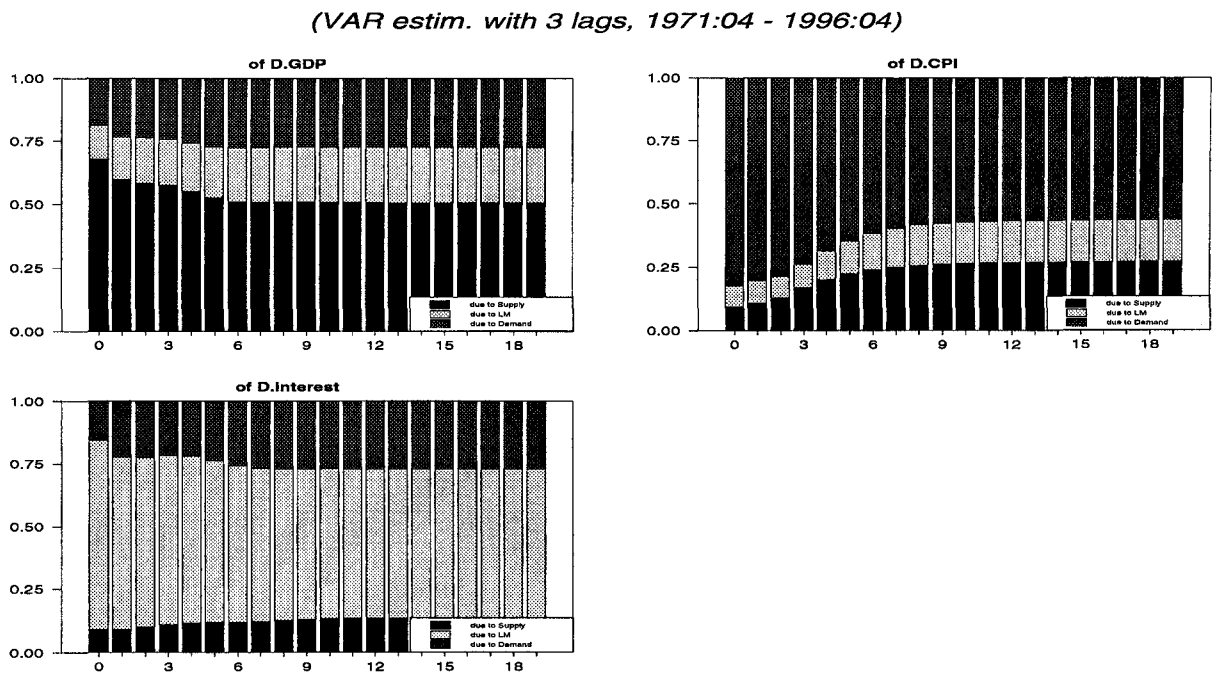 (VAR estim. with 3 lags, 1971:04 - 1996:04)
of D.GDP
1.00
0.75
0.50
0.25
0.00
due to Supply
due to LM
due to Demand
0 3 6 9 12 15 18
of D.CPI
1.00
0.75
0.50
0.25
0.00
due to Supply
due to LM
due to Demand
0 3 6 9 12 15 18
of D.interest
1.00
0.75
0.50
0.25
0.00
due to Supply
due to LM
due to Demand
0 3 6 9 12 15 18